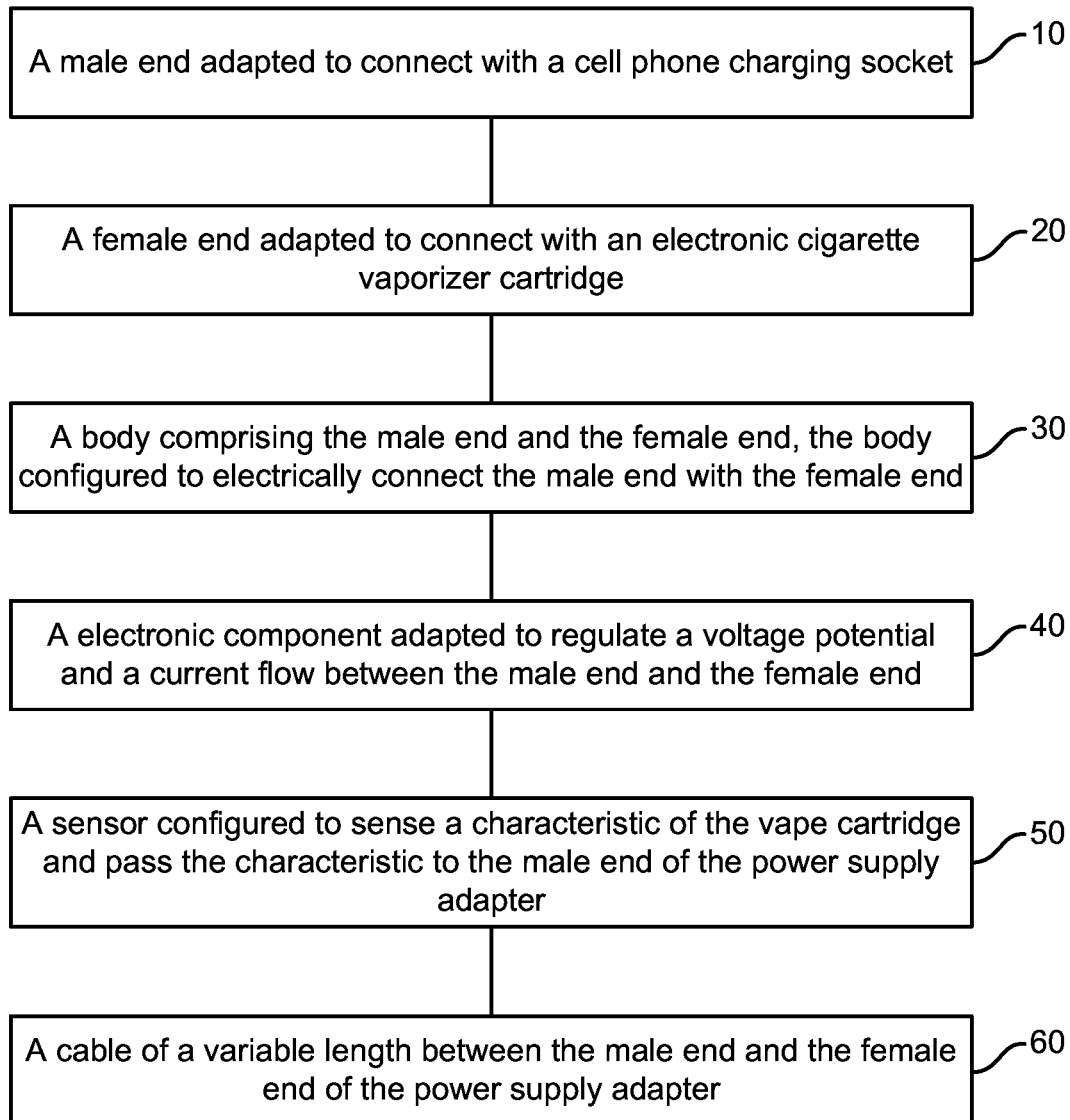 A male end adapted to connect with a cell phone charging socket
10
A female end adapted to connect with an electronic cigarette
vaporizer cartridge
20
A body comprising the male end and the female end, the body
configured to electrically connect the male end with the female end
30
A electronic component adapted to regulate a voltage potential
and a current flow between the male end and the female end
40
A sensor configured to sense a characteristic of the vape cartridge
and pass the characteristic to the male end of the power supply
adapter
50
A cable of a variable length between the male end and the female
end of the power supply adapter
60